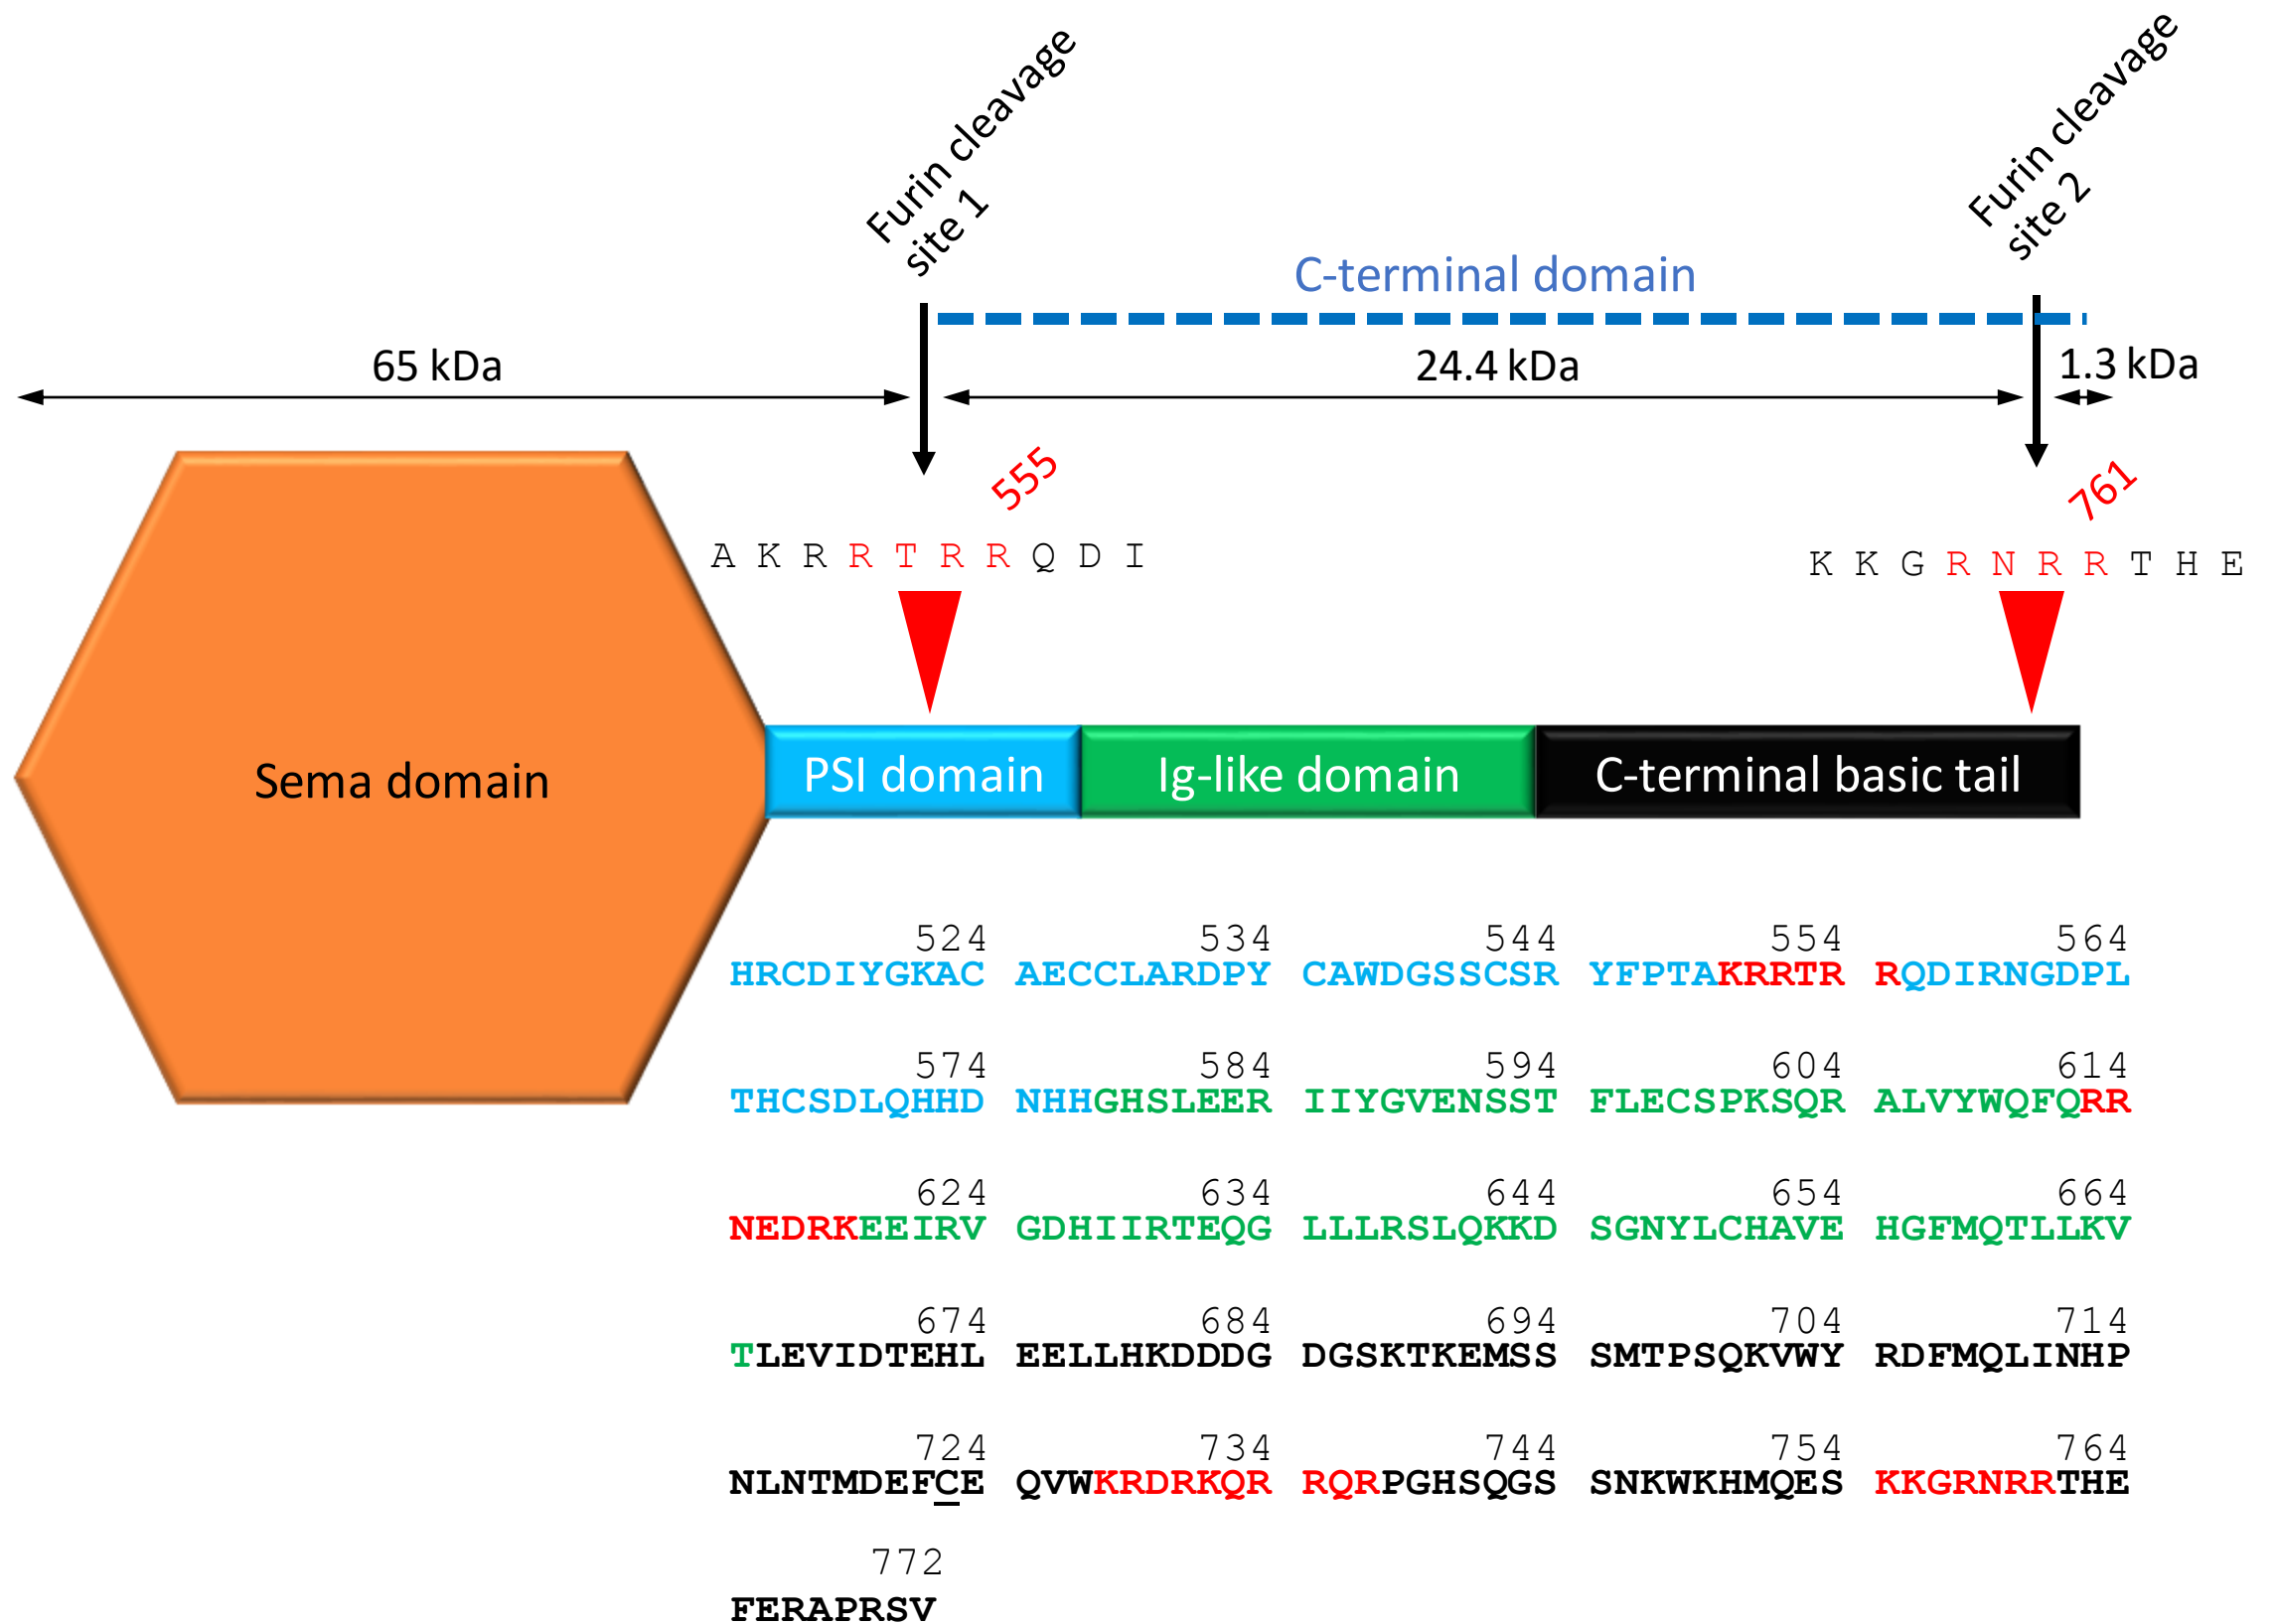 Furin cleavage
site 1
Furin cleavage
site 2
C-terminal domain
65 kDa
24.4 kDa
1.3 kDa
555
761
A K R R T R R Q D I
K K G R N R R T H E
Sema domain
PSI domain
Ig-like domain
C-terminal basic tail
524 534 544 554 564
HRCDIYGKAC AECCLARDPY CAWDGSSCSR YFPTAKRRTR RQDIRNGDPL
574 584 594 604 614
THCSDLQHHD NHHGHSLEER IIYGVENSST FLECSPKSQR ALVYWQFQRR
624 634 644 654 664
NEDRKEEIRV GDHIIRTEQG LLLRSLQKKD SGNYLCHAVE HGFMQTLLKV
674 684 694 704 714
TLEVIDTEHL EELLHKDDDG DGSKTKEMSS SMTPSQKVWY RDFMQLINHP
724 734 744 754 764
NLNTMDEFCE QVWKRDRKQR RQRPGHSQGS SNKWKHMQES KKGRNRRTHE
772
FERAPRSV